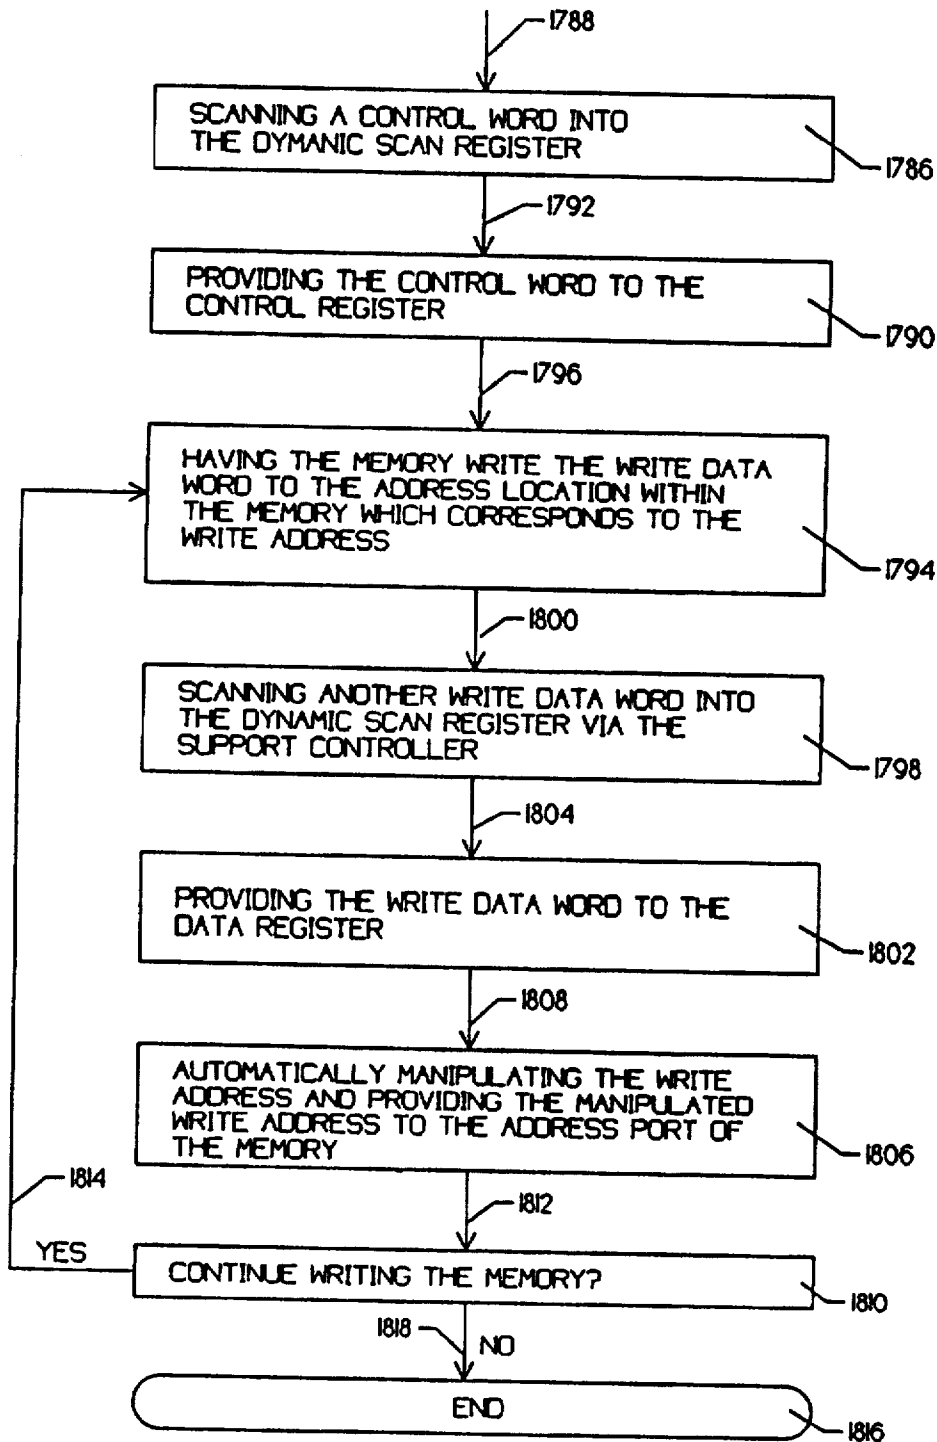 1788
SCANNING A CONTROL WORD INTO
THE DYMANIC SCAN REGISTER
1786
1792
PROVIDING THE CONTROL WORD TO THE
CONTROL REGISTER
1790
1796
HAVING THE MEMORY WRITE THE WRITE DATA
WORD TO THE ADDRESS LOCATION WITHIN
THE MEMORY WHICH CORRESPONDS TO THE
WRITE ADDRESS
1794
1800
SCANNING ANOTHER WRITE DATA WORD INTO
THE DYNAMIC SCAN REGISTER VIA THE
SUPPORT CONTROLLER
1798
1804
PROVIDING THE WRITE DATA WORD TO THE
DATA REGISTER
1802
1808
AUTOMATICALLY MANIPULATING THE WRITE
ADDRESS AND PROVIDING THE MANIPULATED
WRITE ADDRESS TO THE ADDRESS PORT OF
THE MEMORY
1806
1814
1812
YES
CONTINUE WRITING THE MEMORY?
1810
1818
NO
END
1816